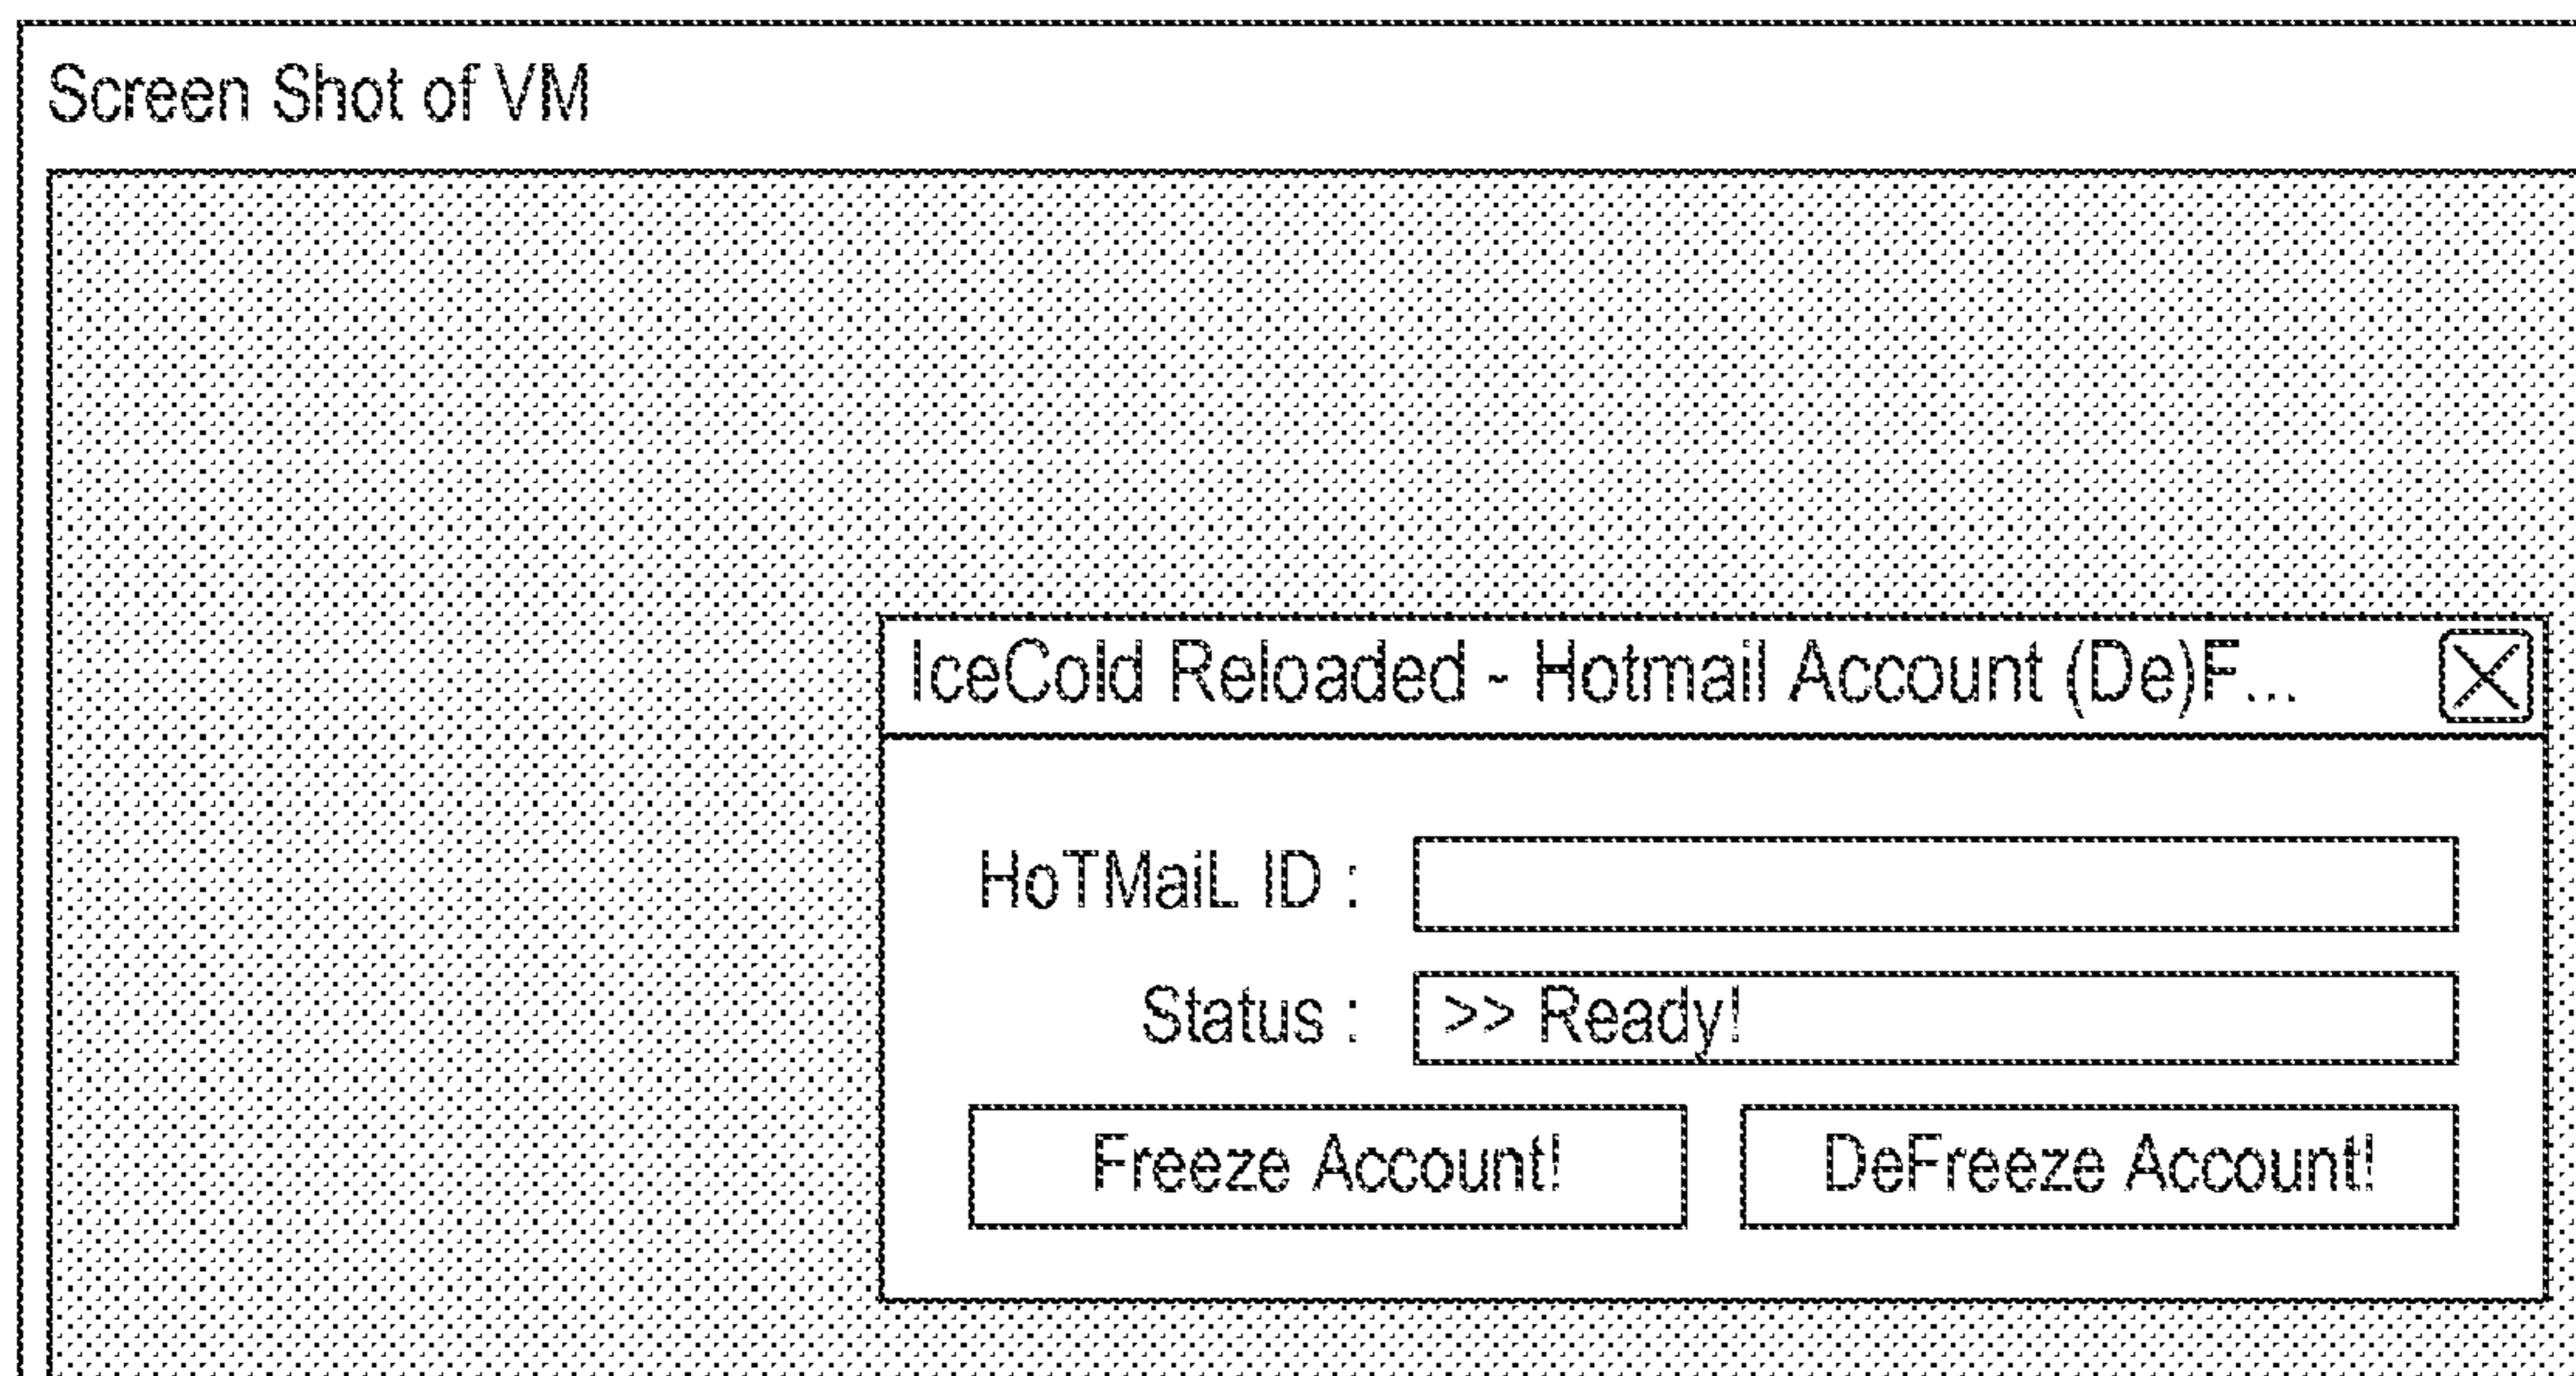 Screen Shot of VM
IceCold Reloaded - Hotmail Account (De)F...
HoTMaiL ID :
Status : >> Ready!
Freeze Account! DeFreeze Account!